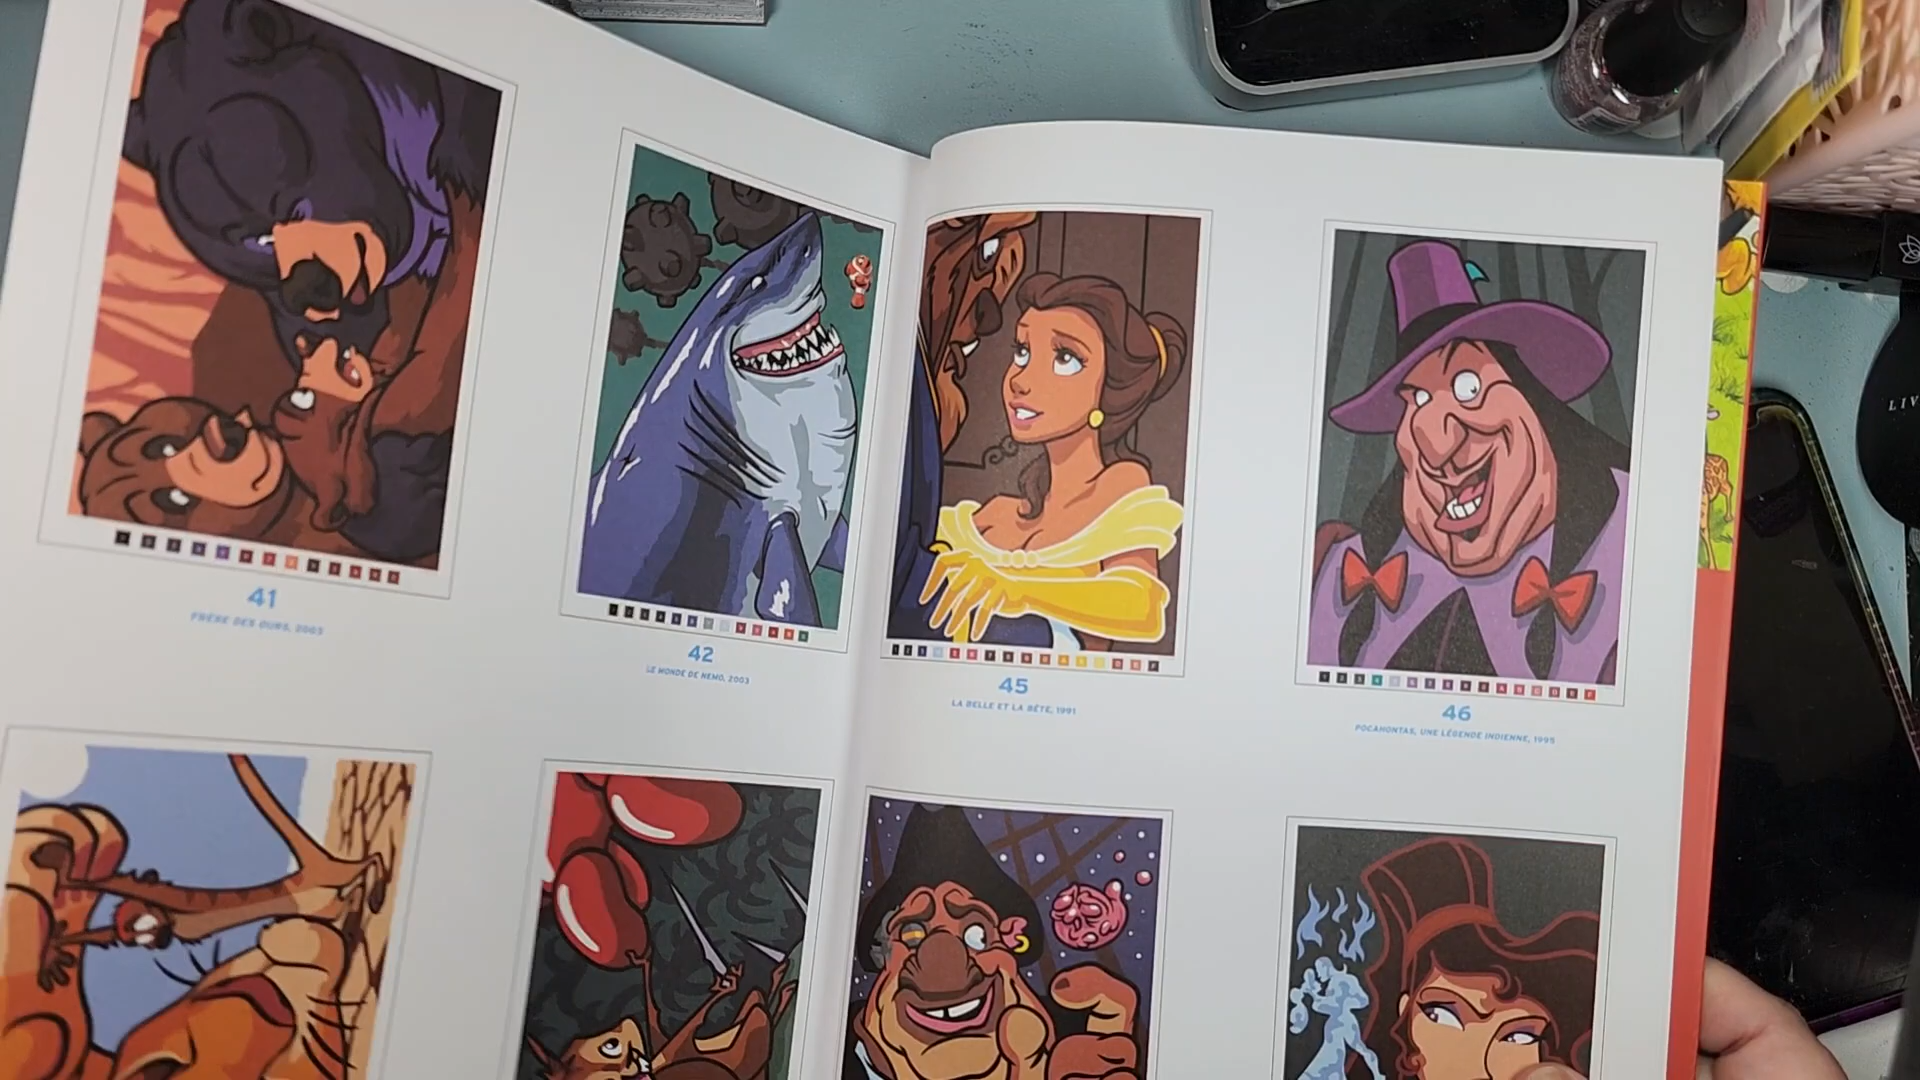 41
FRÈRE DES OURS, 2003
42
LE MONDE DE NEMO, 2003
45
LA BELLE ET LA BÊTE, 1991
46
POCAHONTAS, UNE LÉGENDE INDIENNE, 1995
LIV